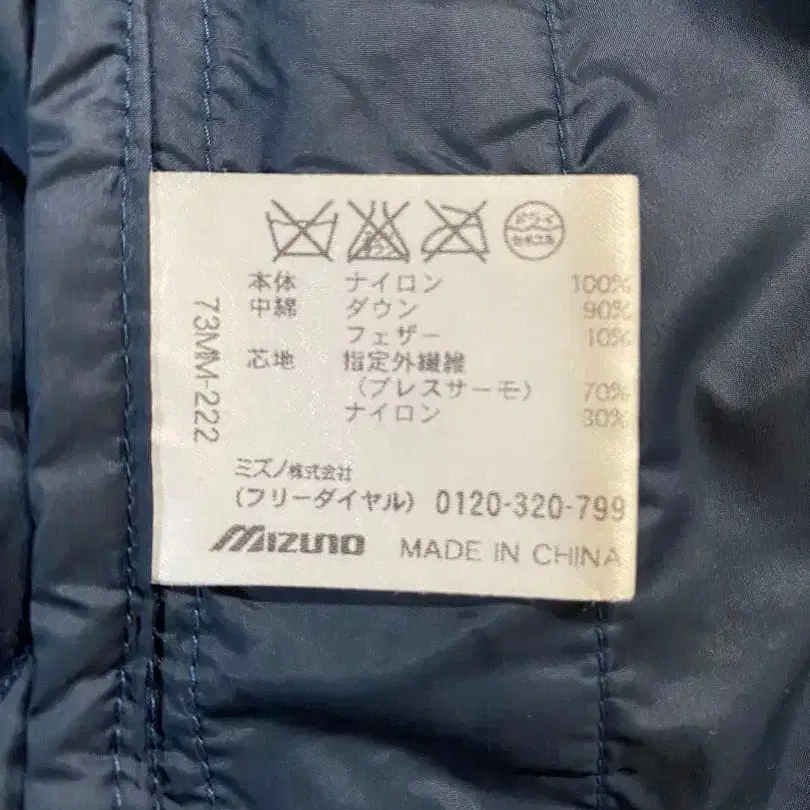 ドライ
セキユ系
本体 ナイロン 100%
中綿 ダウン 90%
フェザー 10%
芯地 指定外繊維
(ブレスサーモ) 70%
ナイロン 30%
73MM-222
ミズノ株式会社
(フリーダイヤル) 0120-320-799
MIZUNO MADE IN CHINA